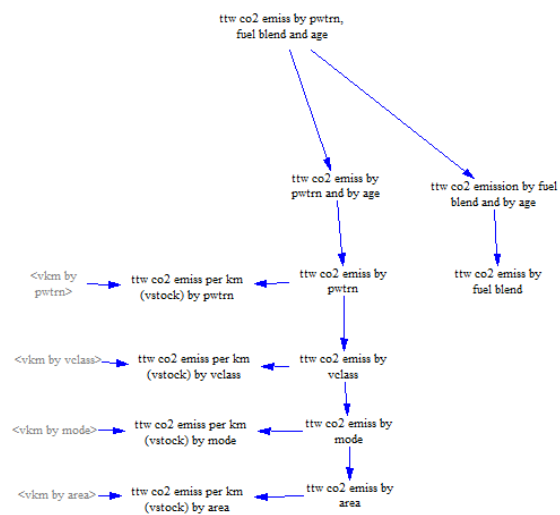 ttw co2 emiss by pwtrn,
fuel blend and age
ttw co2 emiss by
pwtrn and by age
ttw co2 emission by fuel
blend and by age
<vkm by
pwtrn>
ttw co2 emiss per km
(vstock) by pwtrn
ttw co2 emiss by
pwtrn
ttw co2 emiss by
fuel blend
<vkm by vclass>
ttw co2 emiss per km
(vstock) by vclass
ttw co2 emiss by
vclass
<vkm by mode>
ttw co2 emiss per km
(vstock) by mode
ttw co2 emiss by
mode
<vkm by area>
ttw co2 emiss per km
(vstock) by area
ttw co2 emiss by
area